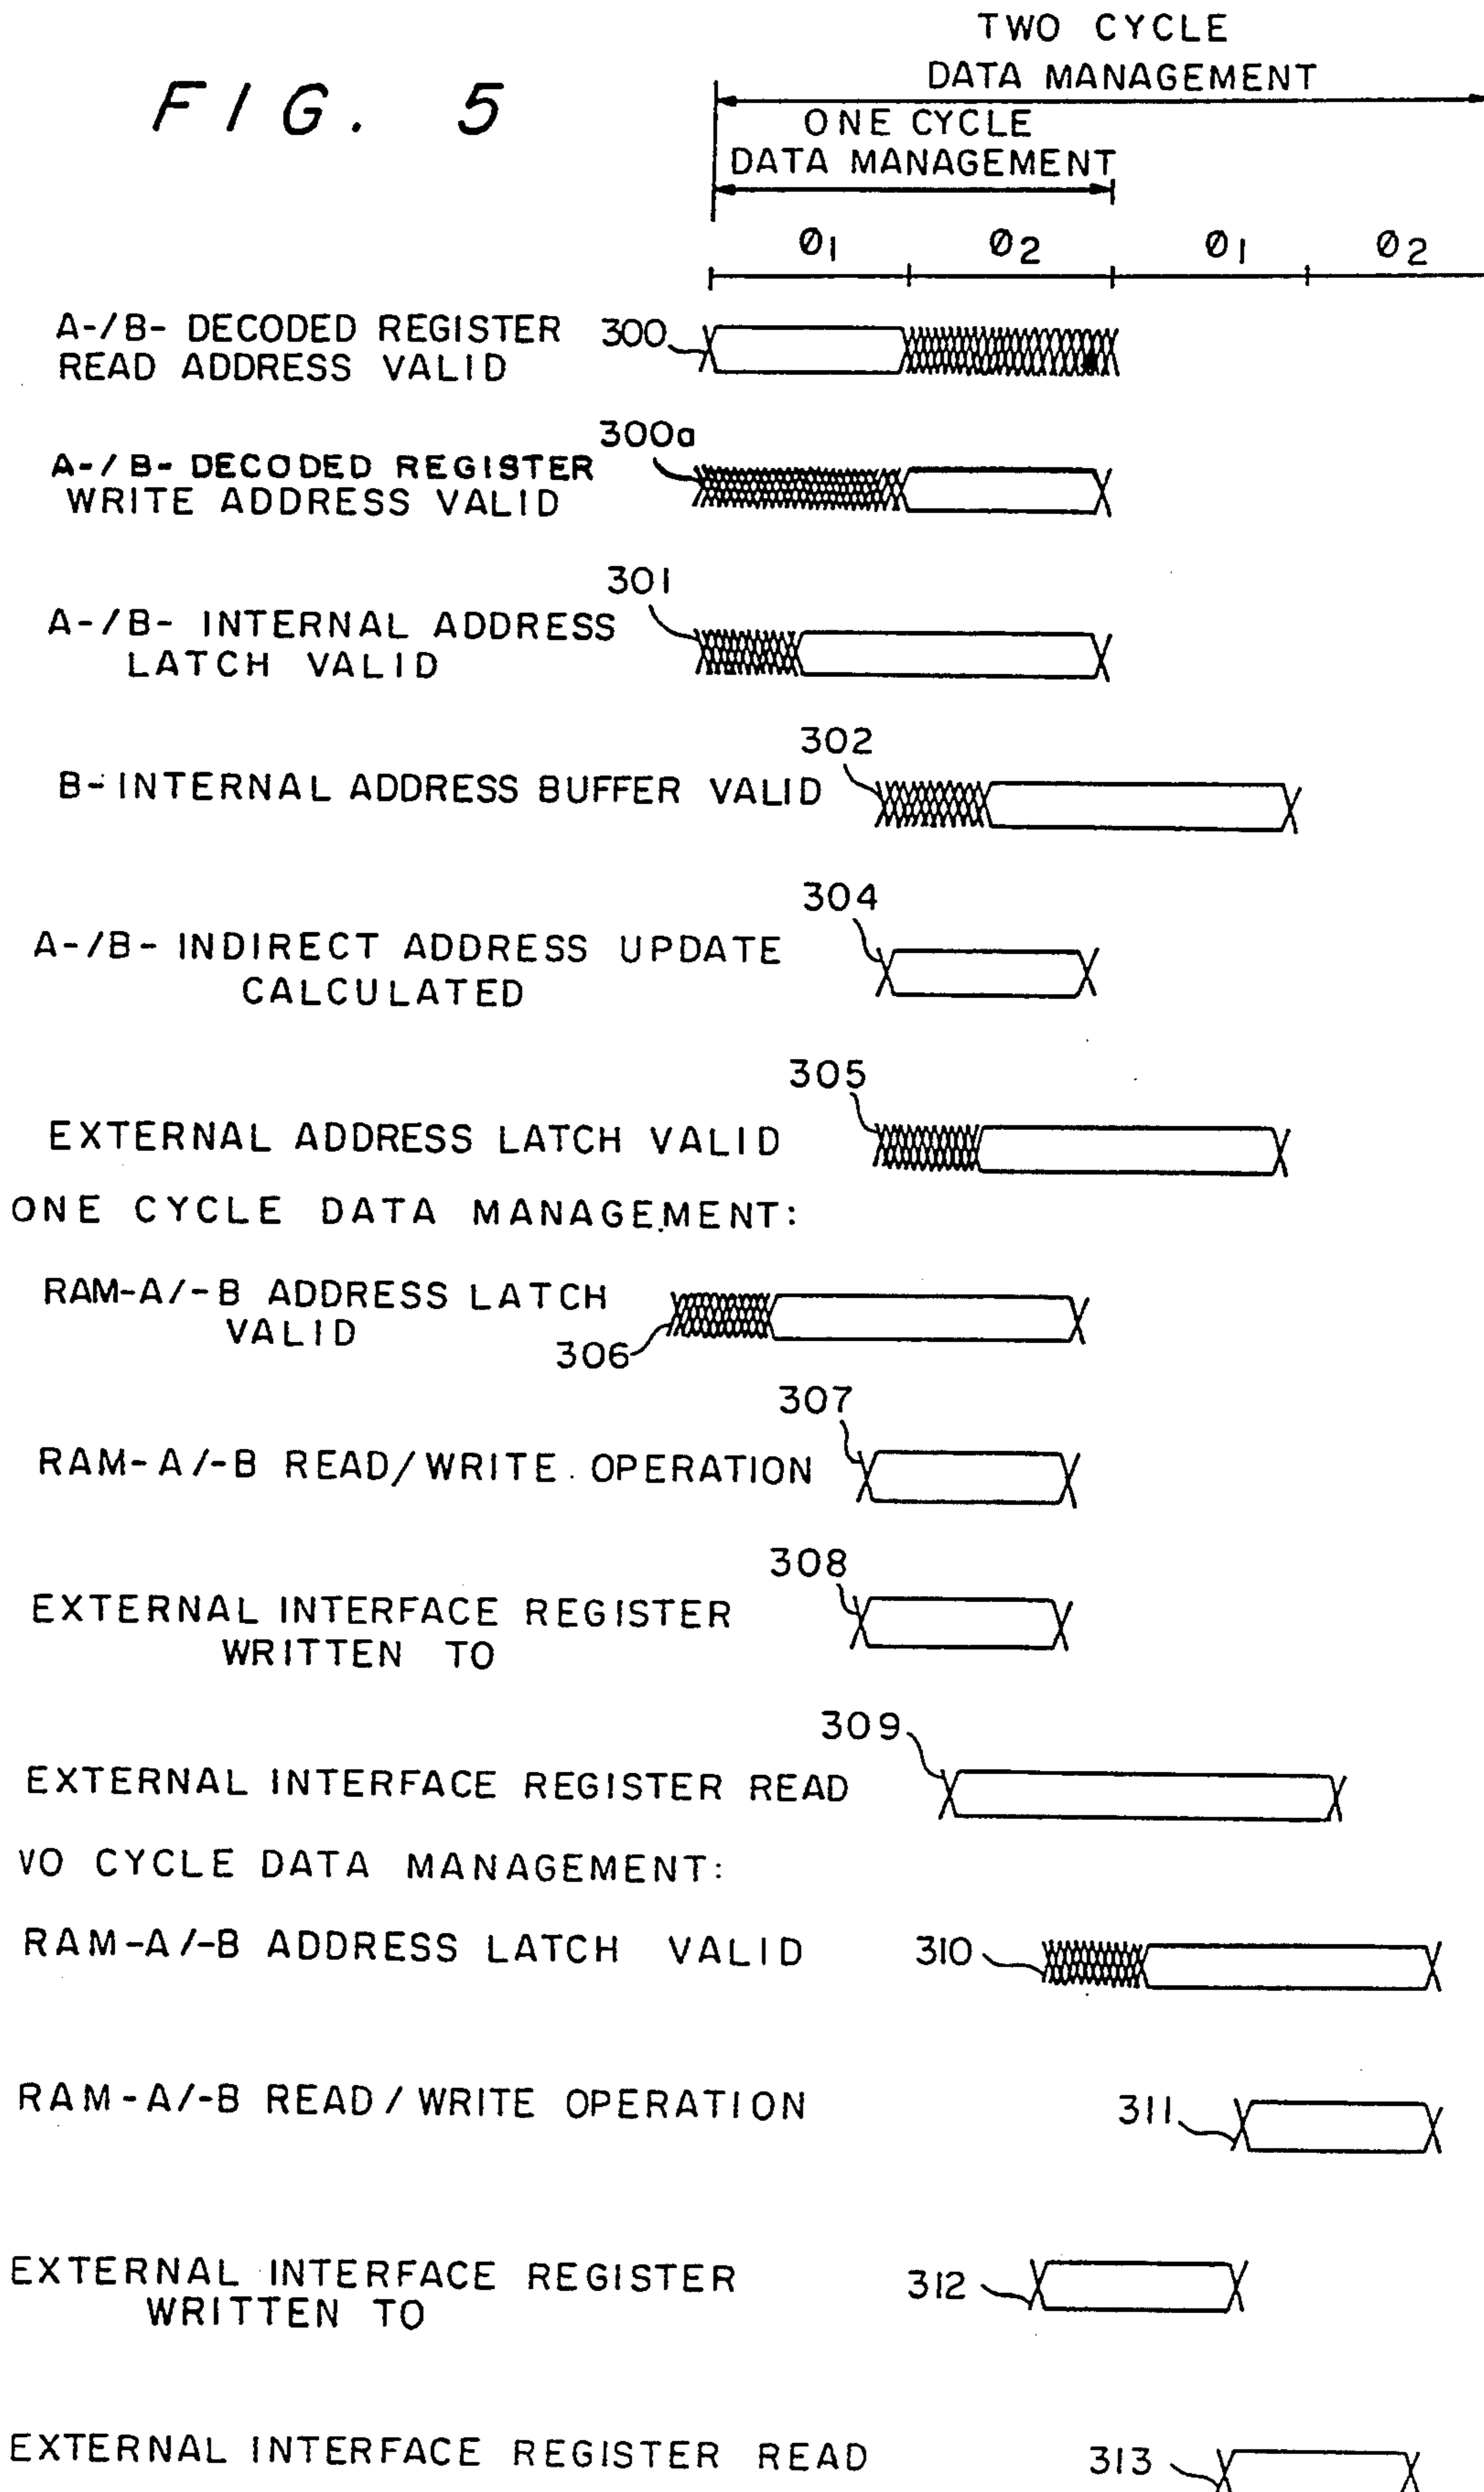 FIG. 5
TWO CYCLE
DATA MANAGEMENT
ONE CYCLE
DATA MANAGEMENT
Ø1 Ø2 Ø1 Ø2
A-/B- DECODED REGISTER 300
READ ADDRESS VALID
300a
A-/B- DECODED REGISTER
WRITE ADDRESS VALID
301
A-/B- INTERNAL ADDRESS
LATCH VALID
302
B-INTERNAL ADDRESS BUFFER VALID
304
A-/B- INDIRECT ADDRESS UPDATE
CALCULATED
305
EXTERNAL ADDRESS LATCH VALID
ONE CYCLE DATA MANAGEMENT:
RAM-A/-B ADDRESS LATCH
VALID
306
307
RAM-A/-B READ/WRITE OPERATION
308
EXTERNAL INTERFACE REGISTER
WRITTEN TO
309
EXTERNAL INTERFACE REGISTER READ
VO CYCLE DATA MANAGEMENT:
RAM-A/-B ADDRESS LATCH VALID 310
RAM-A/-B READ/WRITE OPERATION 311
EXTERNAL INTERFACE REGISTER 312
WRITTEN TO
EXTERNAL INTERFACE REGISTER READ 313